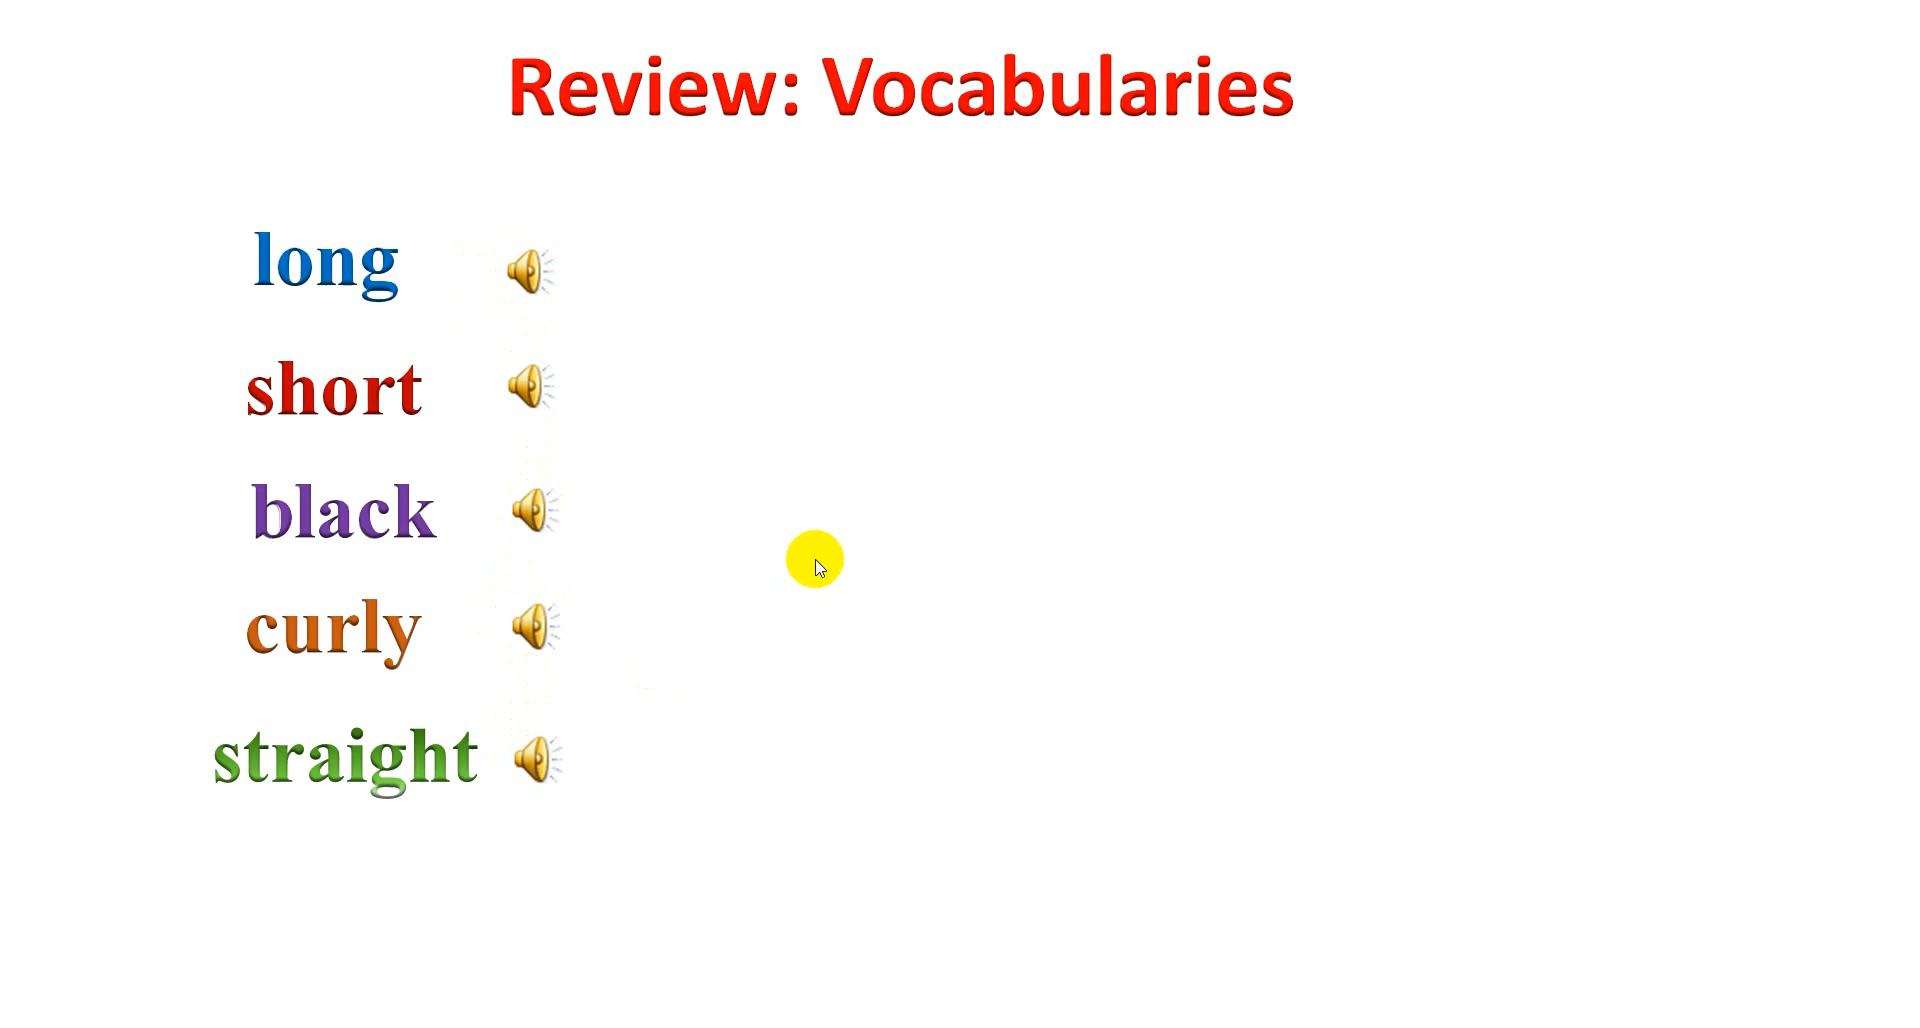 Review: Vocabularies
long
short
black
curly
straight